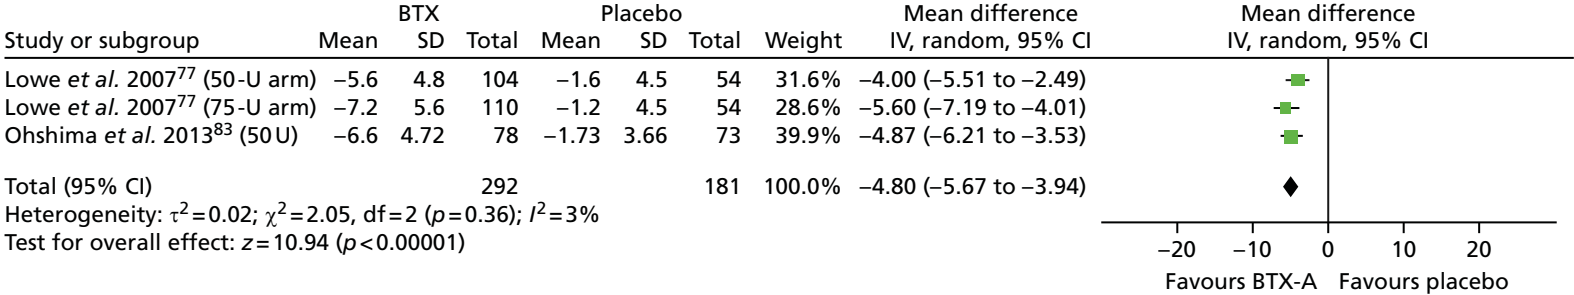 BTX Placebo Mean difference Mean difference
Study or subgroup Mean SD Total Mean SD Total Weight IV, random, 95% CI IV, random, 95% CI
Lowe et al. 2007⁷⁷ (50-U arm) −5.6 4.8 104 −1.6 4.5 54 31.6% −4.00 (−5.51 to −2.49)
Lowe et al. 2007⁷⁷ (75-U arm) −7.2 5.6 110 −1.2 4.5 54 28.6% −5.60 (−7.19 to −4.01)
Ohshima et al. 2013⁸³ (50 U) −6.6 4.72 78 −1.73 3.66 73 39.9% −4.87 (−6.21 to −3.53)
Total (95% CI) 292 181 100.0% −4.80 (−5.67 to −3.94)
Heterogeneity: τ²=0.02; χ²=2.05, df=2 (p=0.36); I²=3%
Test for overall effect: z=10.94 (p<0.00001)
−20 −10 0 10 20
Favours BTX-A Favours placebo